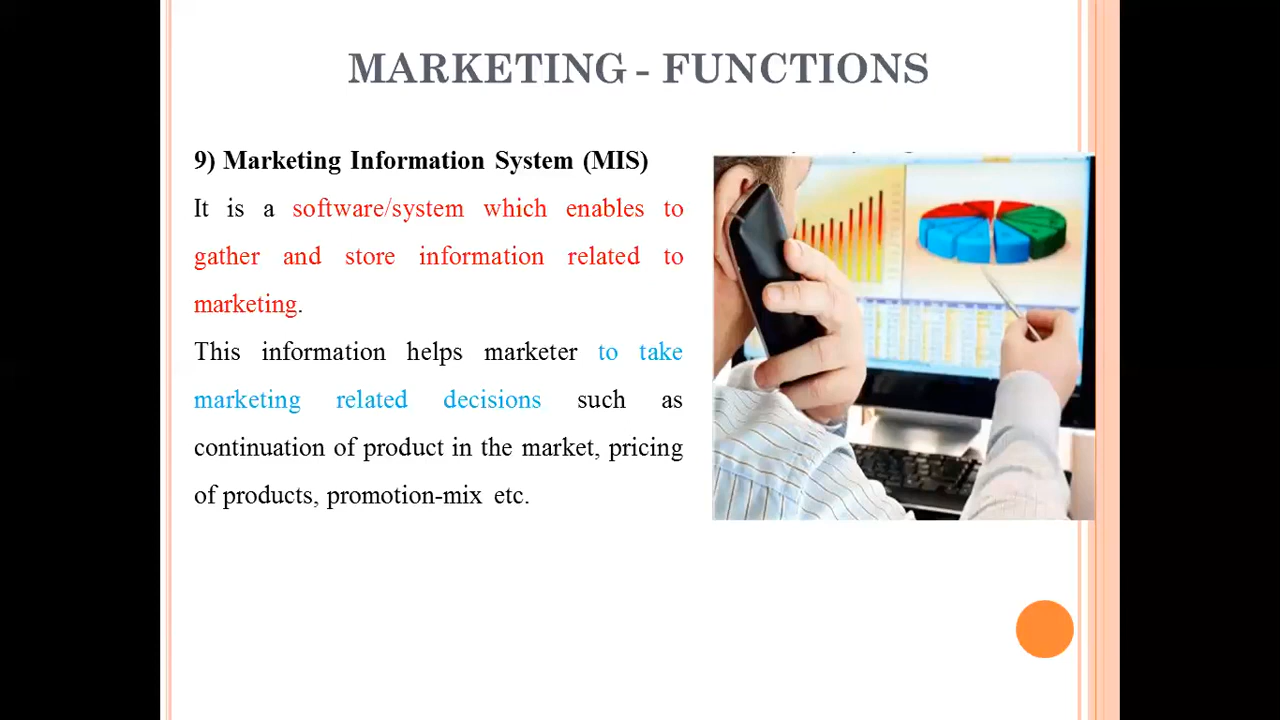 MARKETING - FUNCTIONS
9) Marketing Information System (MIS)
It is a software/system which enables to
gather and store information related to
marketing.
This information helps marketer to take
marketing related decisions such as
continuation of product in the market, pricing
of products, promotion-mix etc.